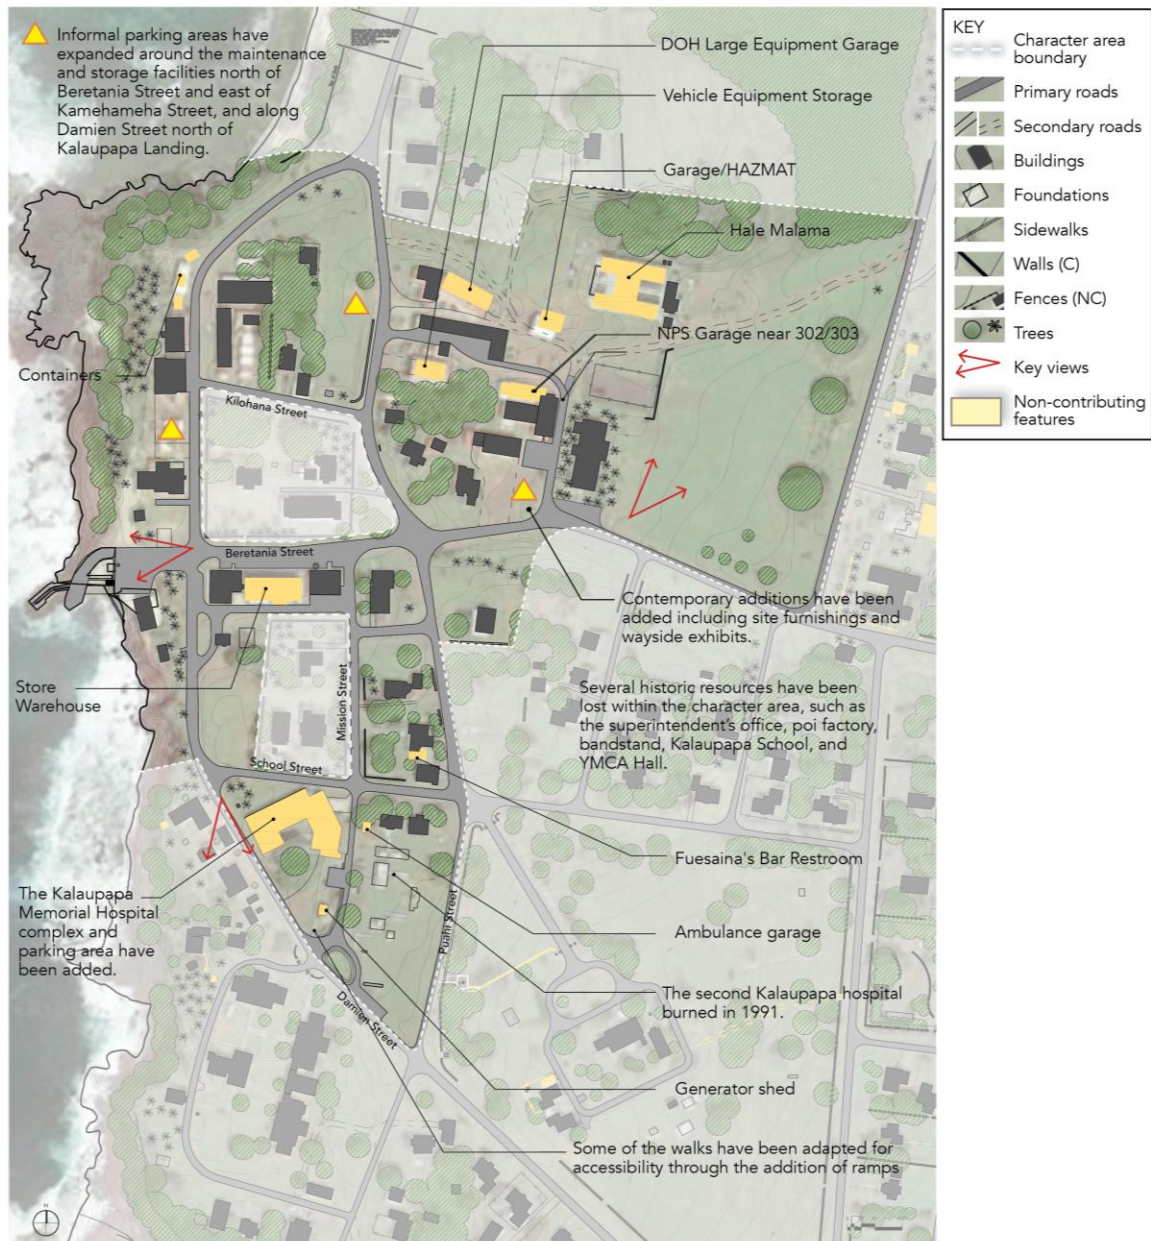 Informal parking areas have
expanded around the maintenance
and storage facilities north of
Beretania Street and east of
Kamehameha Street, and along
Damien Street north of
Kalaupapa Landing.
DOH Large Equipment Garage
Vehicle Equipment Storage
Garage/HAZMAT
Hale Malama
NPS Garage near 302/303
Containers
Kilohana Street
Beretania Street
Contemporary additions have been
added including site furnishings and
wayside exhibits.
Store
Warehouse
Mission Street
Several historic resources have been
lost within the character area, such as
the superintendent's office, poi factory,
bandstand, Kalaupapa School, and
YMCA Hall.
School Street
Fuesaina's Bar Restroom
The Kalaupapa
Memorial Hospital
complex and
parking area have
been added.
Puahi Street
Ambulance garage
The second Kalaupapa hospital
burned in 1991.
Damien Street
Generator shed
Some of the walks have been adapted for
accessibility through the addition of ramps
N
KEY
Character area
boundary
Primary roads
Secondary roads
Buildings
Foundations
Sidewalks
Walls (C)
Fences (NC)
Trees
Key views
Non-contributing
features